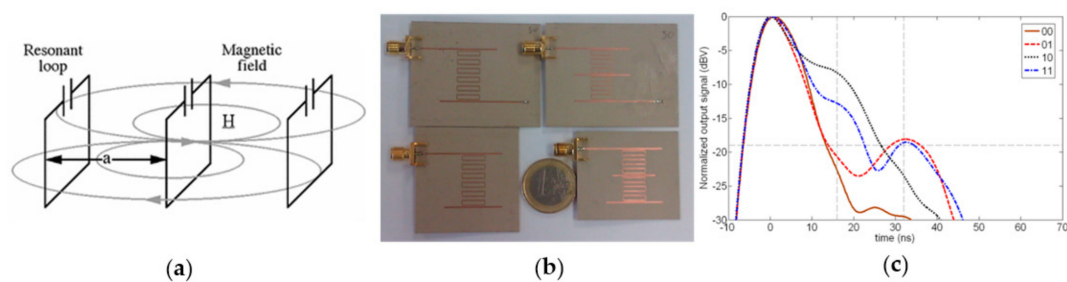 Resonant
loop
Magnetic
field
H
a
(a)
(b)
Normalized output signal (dBV)
0
-5
-10
-15
-20
-25
-30
-10 0 10 20 30 40 50 60 70
time (ns)
00
01
10
11
(c)